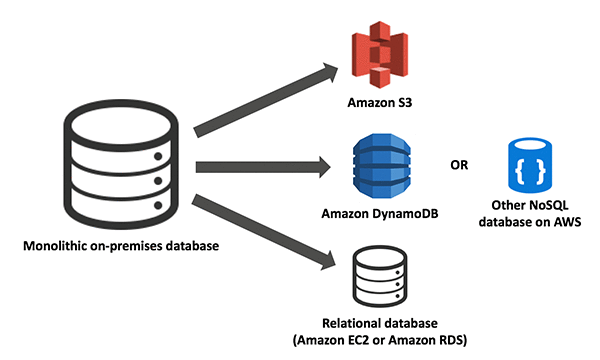 Amazon S3
Monolithic on-premises database
Amazon DynamoDB
OR
{ }
Other NoSQL
database on AWS
Relational database
(Amazon EC2 or Amazon RDS)